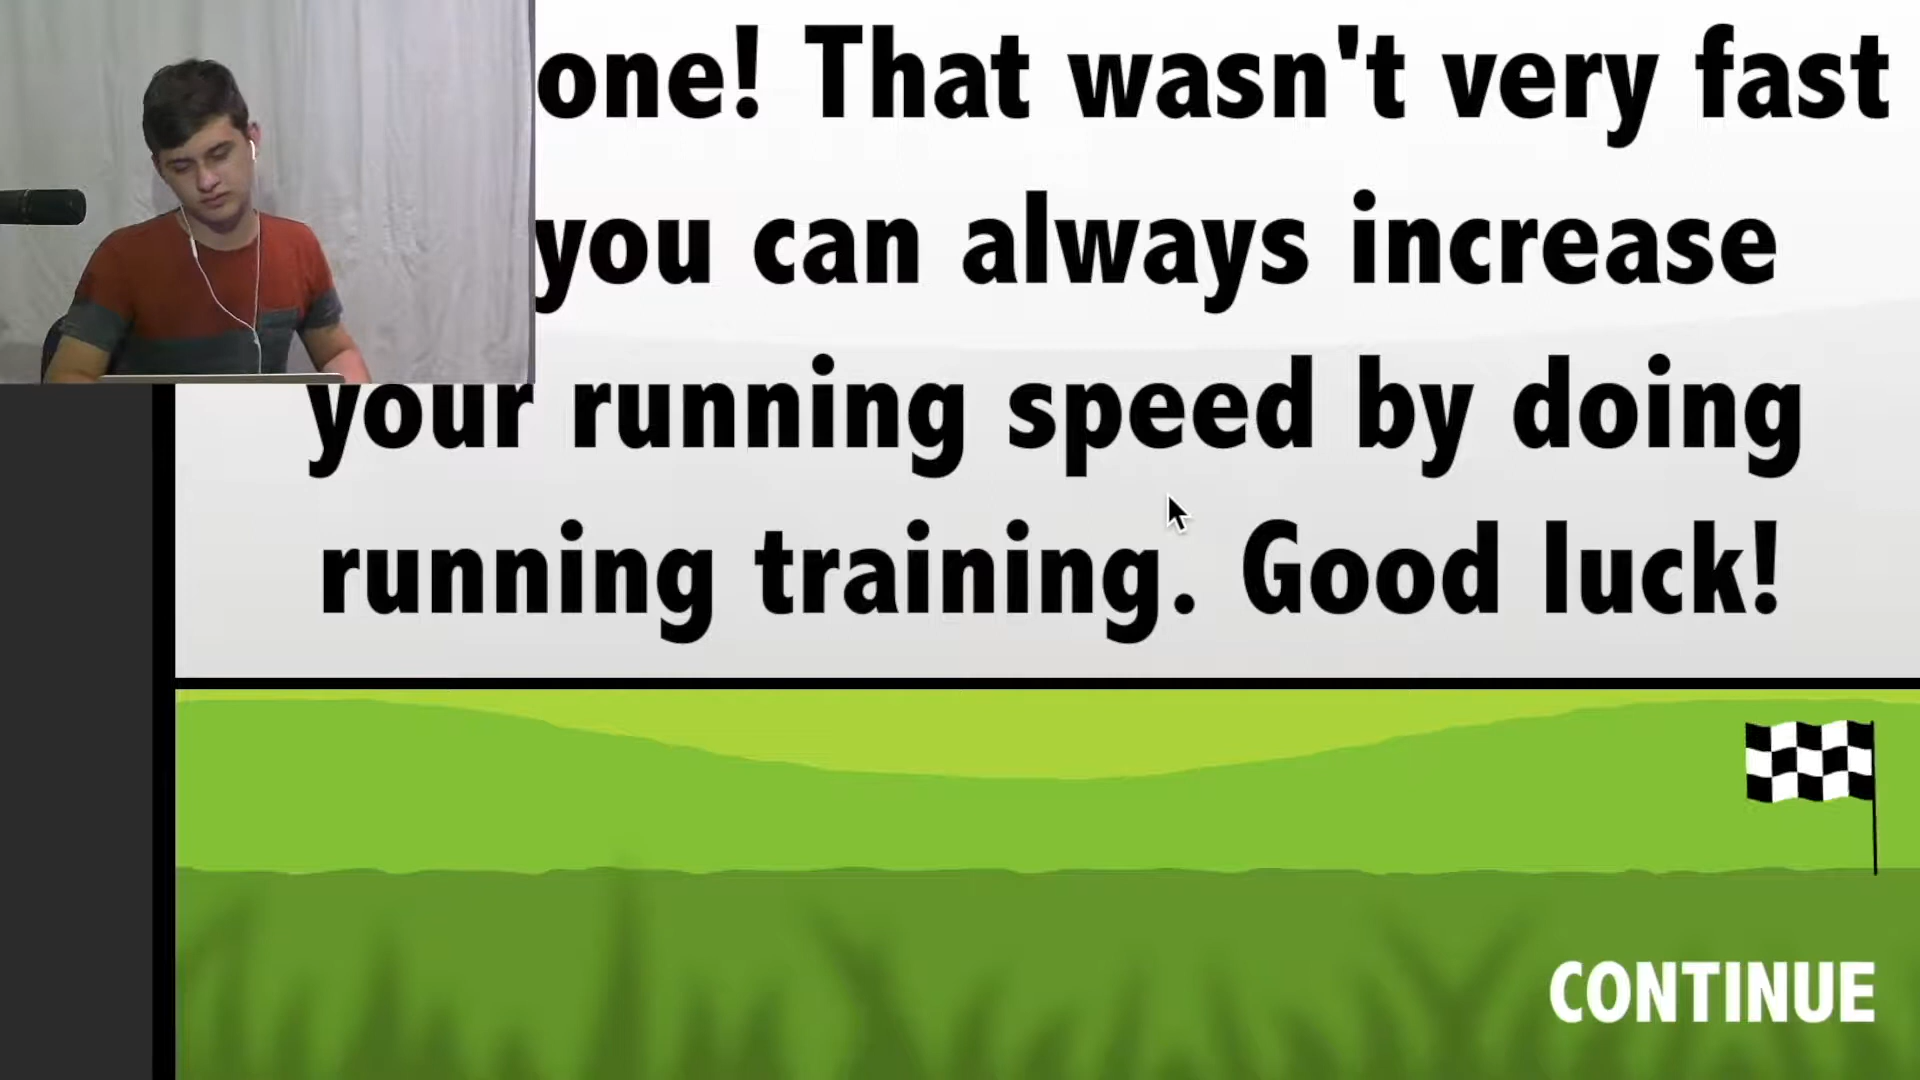 one! That wasn't very fast
you can always increase
your running speed by doing
running training. Good luck!
CONTINUE